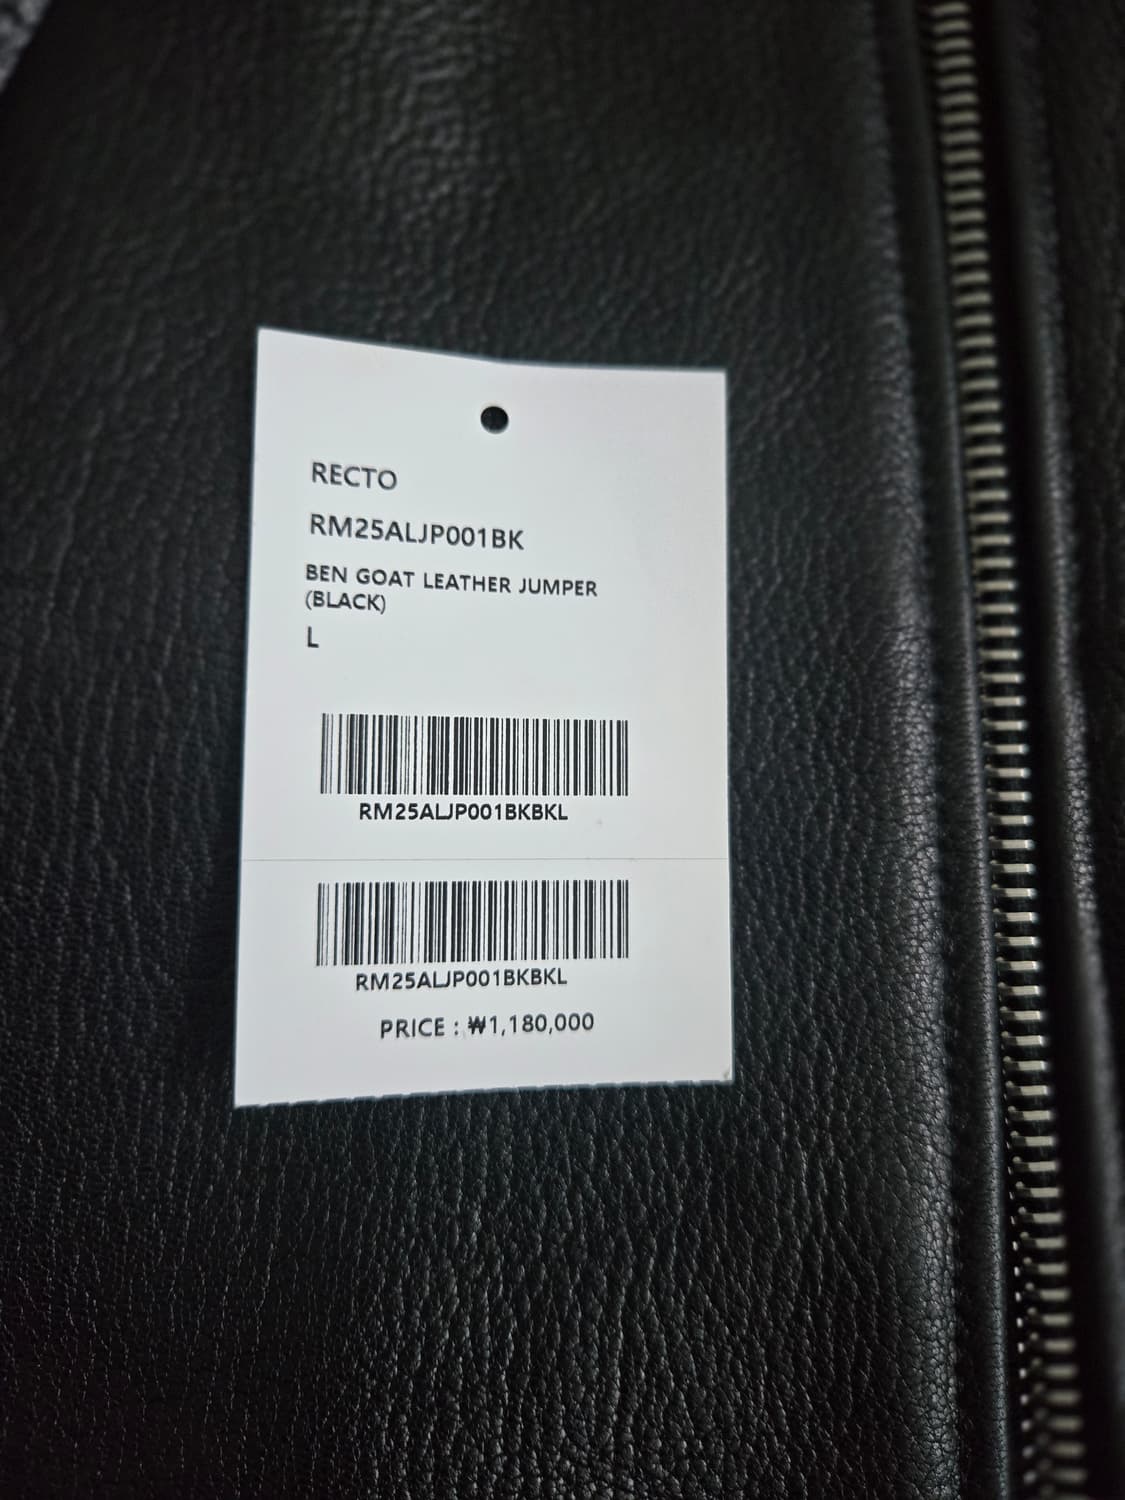 RECTO
RM25ALJP001BK
BEN GOAT LEATHER JUMPER
(BLACK)
L
RM25ALJP001BKBKL
RM25ALJP001BKBKL
PRICE : ₩1,180,000